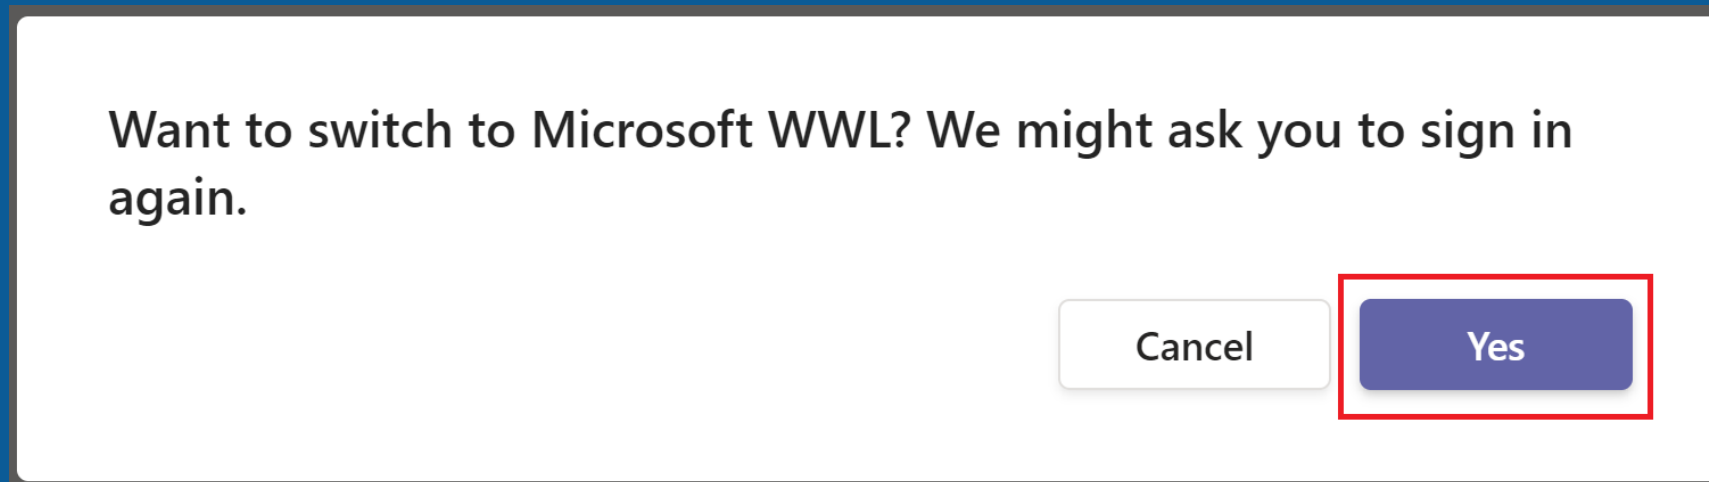 Want to switch to Microsoft WWL? We might ask you to sign in
again.
Cancel
Yes